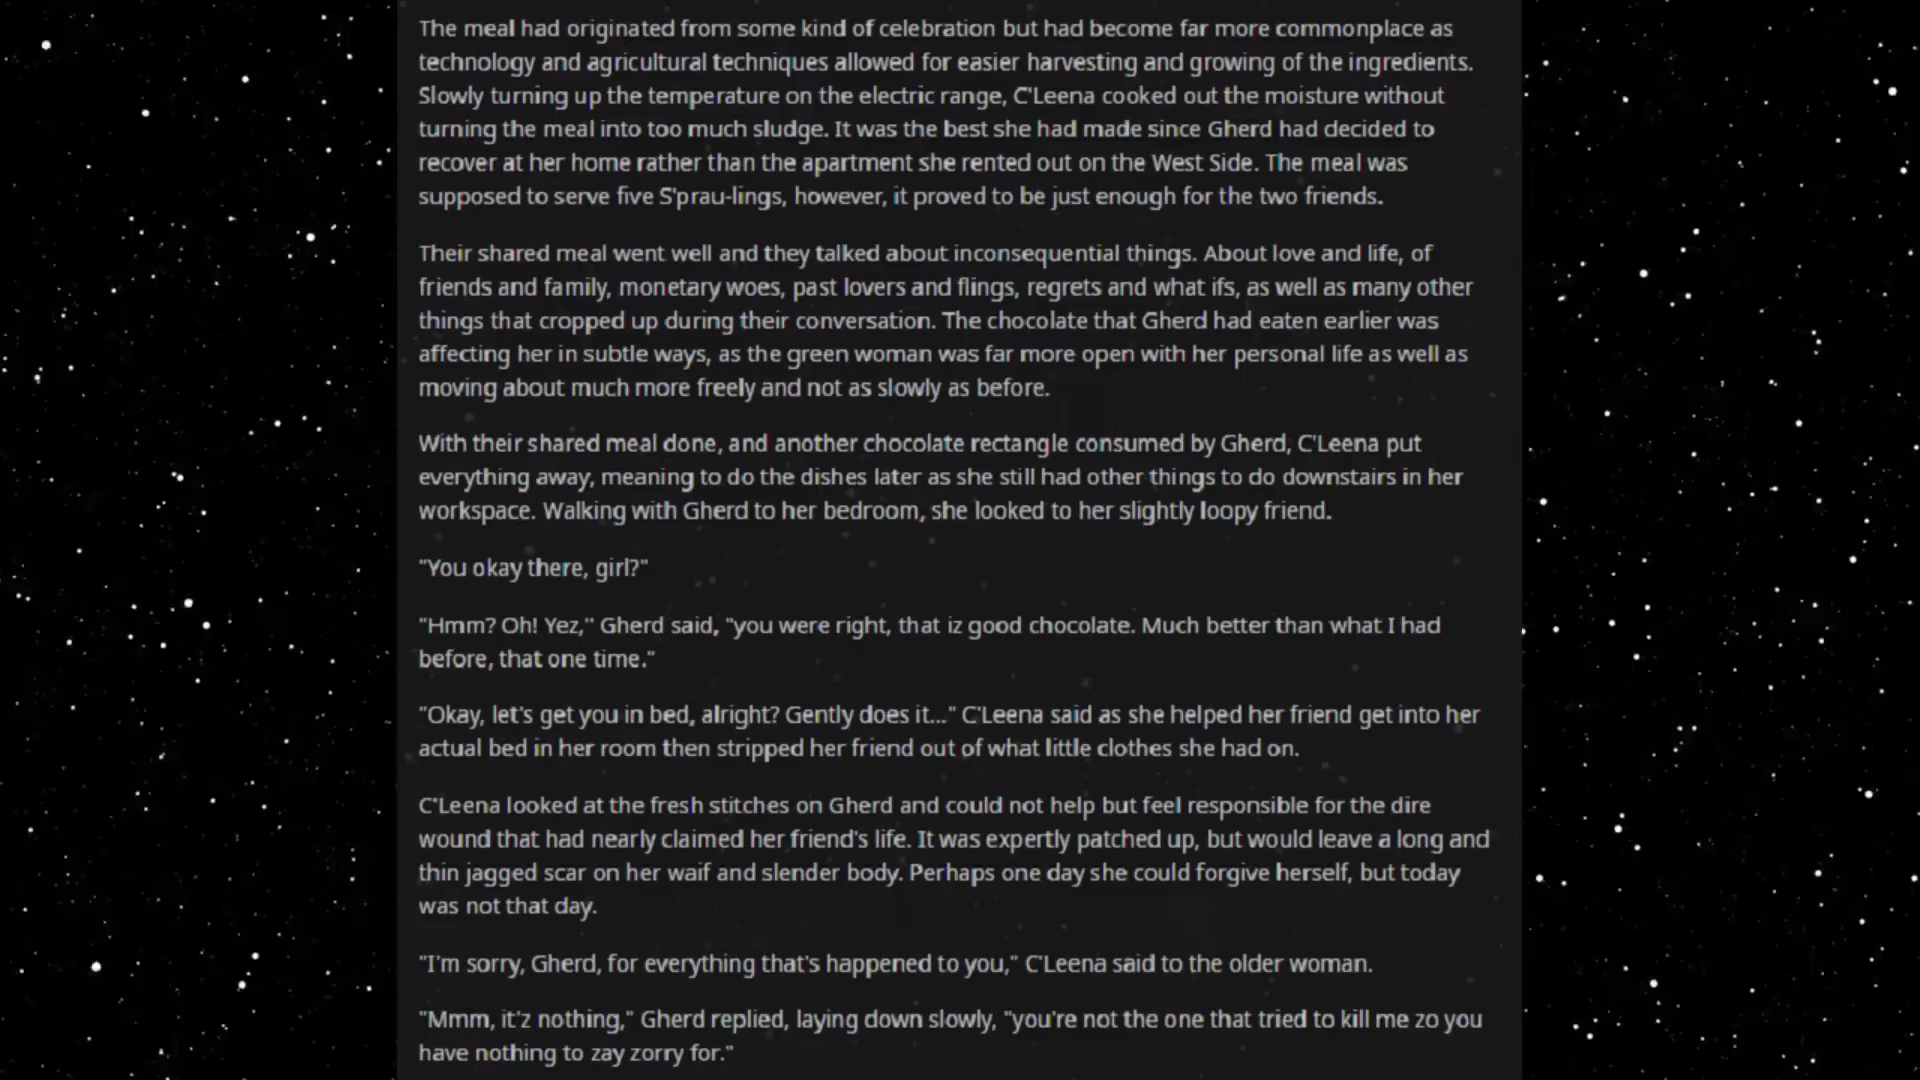 The meal had originated from some kind of celebration but had become far more commonplace as
technology and agricultural techniques allowed for easier harvesting and growing of the ingredients.
Slowly turning up the temperature on the electric range, C'Leena cooked out the moisture without
turning the meal into too much sludge. It was the best she had made since Gherd had decided to
recover at her home rather than the apartment she rented out on the West Side. The meal was
supposed to serve five S'prau-lings, however, it proved to be just enough for the two friends.
Their shared meal went well and they talked about inconsequential things. About love and life, of
friends and family, monetary woes, past lovers and flings, regrets and what ifs, as well as many other
things that cropped up during their conversation. The chocolate that Gherd had eaten earlier was
affecting her in subtle ways, as the green woman was far more open with her personal life as well as
moving about much more freely and not as slowly as before.
With their shared meal done, and another chocolate rectangle consumed by Gherd, C'Leena put
everything away, meaning to do the dishes later as she still had other things to do downstairs in her
workspace. Walking with Gherd to her bedroom, she looked to her slightly loopy friend.
"You okay there, girl?"
"Hmm? Oh! Yez," Gherd said, "you were right, that iz good chocolate. Much better than what I had
before, that one time."
"Okay, let's get you in bed, alright? Gently does it..." C'Leena said as she helped her friend get into her
actual bed in her room then stripped her friend out of what little clothes she had on.
C'Leena looked at the fresh stitches on Gherd and could not help but feel responsible for the dire
wound that had nearly claimed her friend's life. It was expertly patched up, but would leave a long and
thin jagged scar on her waif and slender body. Perhaps one day she could forgive herself, but today
was not that day.
"I'm sorry, Gherd, for everything that's happened to you," C'Leena said to the older woman.
"Mmm, it'z nothing," Gherd replied, laying down slowly, "you're not the one that tried to kill me zo you
have nothing to zay zorry for."